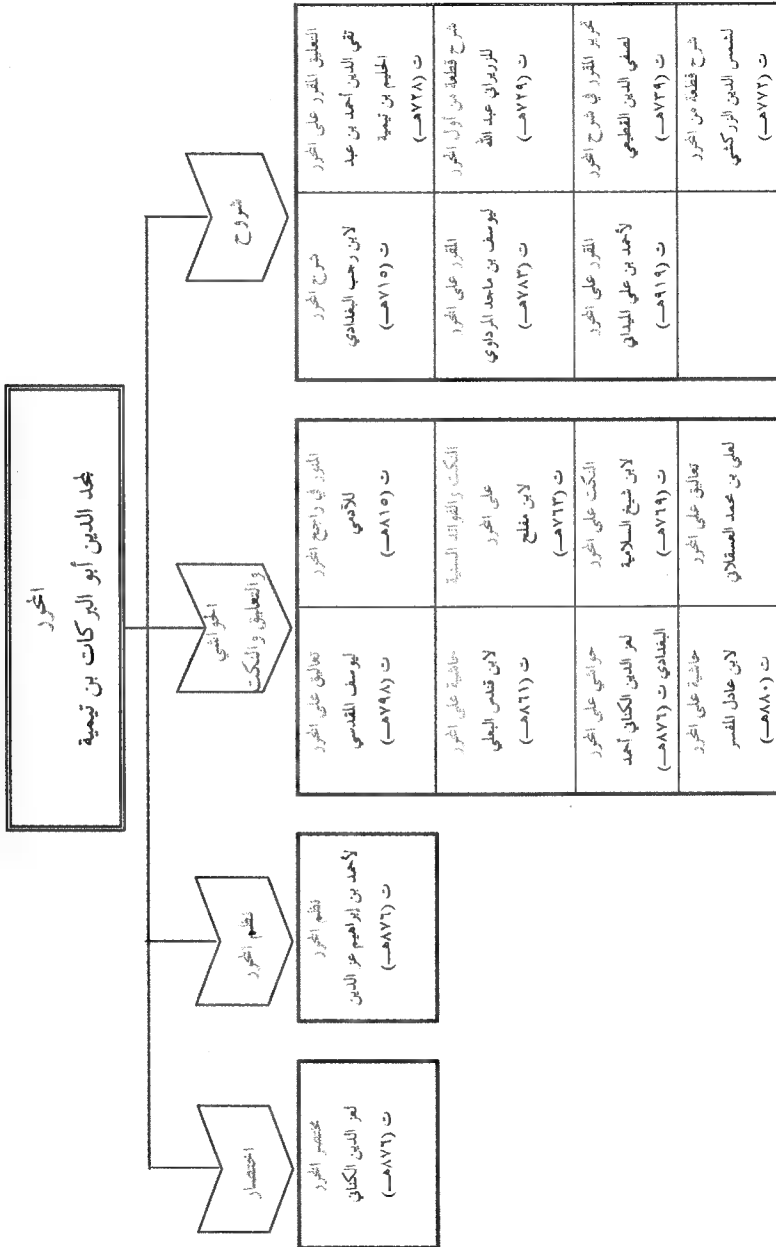 المحرر
لمجد الدين أبو البركات بن تيمية
شروح
الحواشي
والتعاليق والنكت
نظم المحرر
اختصار
التعليق المقرر على المحرر
تقي الدين أحمد بن عبد
الحليم بن تيمية
ت (٧٢٨هـ)
شرح المحرر
لابن رجب البغدادي
ت (٧١٥هـ)
شرح قطعة من أول المحرر
للزريراني عبد الله
ت (٧٢٩هـ)
المقرر على المحرر
ليوسف بن ماجد المرداوي
ت (٧٨٣هـ)
تحرير المقرر في شرح المحرر
لصفي الدين القطيعي
ت (٧٣٩هـ)
المقرر على المحرر
لأحمد بن علي الميداني
ت (٩١٩هـ)
شرح قطعة من المحرر
لشمس الدين الزركشي
ت (٧٧٢هـ)
المنور في راجح المحرر
للأدمي
ت (٨١٥هـ)
تعاليق على المحرر
ليوسف المقدسي
ت (٧٩٨هـ)
النكت والفوائد السنية
على المحرر
لابن مفلح
ت (٧٦٣هـ)
حاشية على المحرر
لابن قندس البعلي
ت (٨٦١هـ)
النكت على المحرر
لابن شيخ السلامية
ت (٧٦٩هـ)
حواشي على المحرر
لعز الدين الكناني أحمد
البغدادي ت (٨٧٦هـ)
تعاليق على المحرر
لعلي بن محمد العسقلاني
حاشية على المحرر
لابن عادل المفسر
ت (٨٨٠هـ)
نظم المحرر
لأحمد بن إبراهيم عز الدين
ت (٨٧٦هـ)
مختصر المحرر
لعز الدين الكناني
ت (٨٧٦هـ)